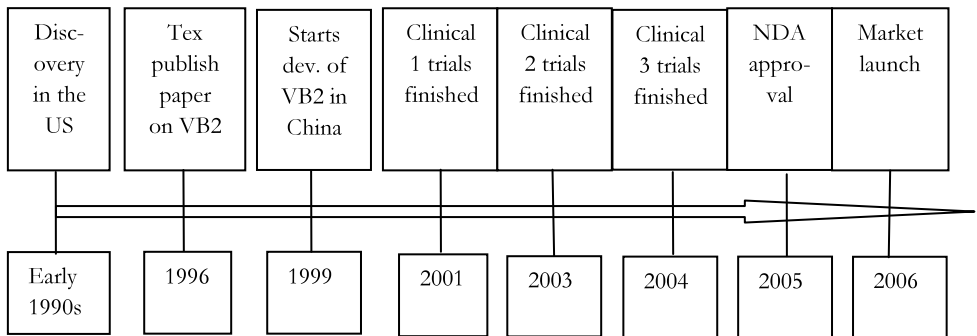 Disc-
overy
in the
US
Tex
publish
paper
on VB2
Starts
dev. of
VB2 in
China
Clinical
1 trials
finished
Clinical
2 trials
finished
Clinical
3 trials
finished
NDA
appro-
val
Market
launch
Early
1990s
1996
1999
2001
2003
2004
2005
2006